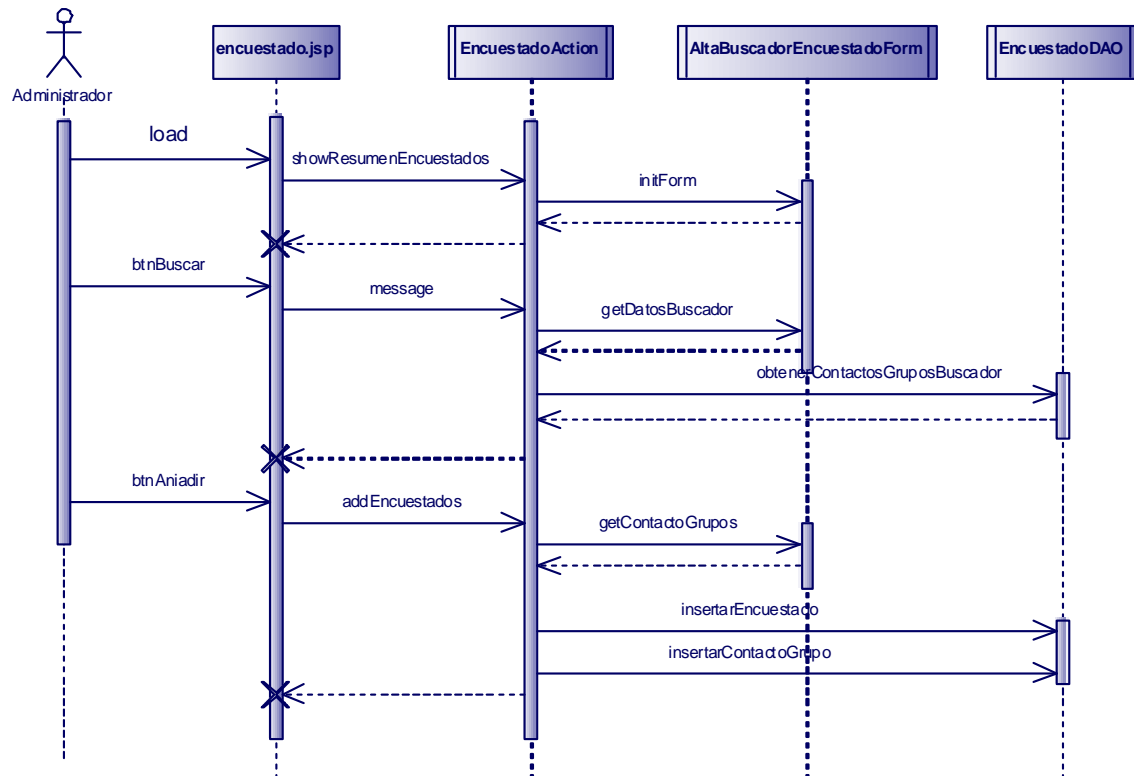 encuestado.jsp
EncuestadoAction
AltaBuscadorEncuestadoForm
EncuestadoDAO
Administrador
load
showResumenEncuestados
initForm
btnBuscar
message
getDatosBuscador
obtenerContactosGruposBuscador
btnAniadir
addEncuestados
getContactoGrupos
insertarEncuestado
insertarContactoGrupo